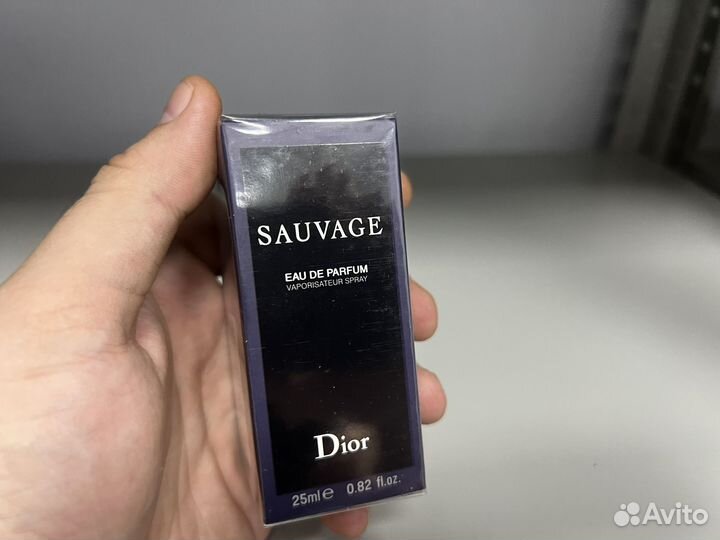 SAUVAGE
EAU DE PARFUM
VAPORISATEUR SPRAY
Dior
25ml e 0.82 fl.oz.
Avito